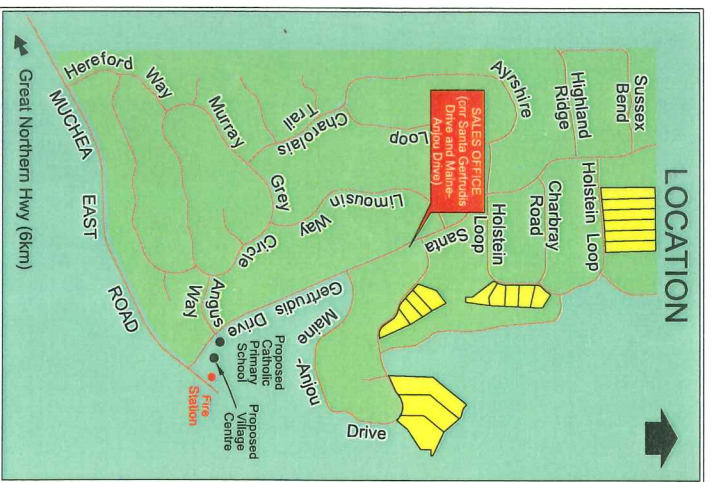 LOCATION
Sussex
Bend
Highland
Ridge
Ayrshire
Holstein Loop
Charbray
Road
Holstein
Loop
SALES OFFICE
(cnr Santa Gertrudis
Drive and Maine-
Anjou Drive)
Loop
Charolais
Trail
Santa
Gertrudis Drive
Limousin
Way
Murray
Grey
Circle
Hereford
Way
Angus
Way
Maine
-Anjou
Drive
Proposed
Catholic
Primary
School
Proposed
Village
Centre
Fire
Station
MUCHEA
EAST
ROAD
Great Northern Hwy (6km)